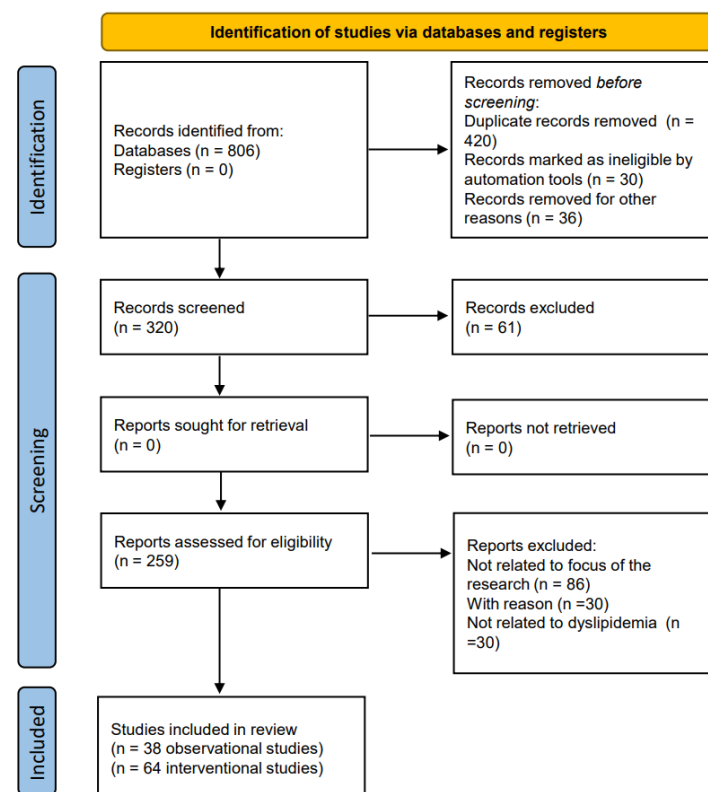 Identification of studies via databases and registers
Identification
Records identified from:
Databases (n = 806)
Registers (n = 0)
Records removed before
screening:
Duplicate records removed (n =
420)
Records marked as ineligible by
automation tools (n = 30)
Records removed for other
reasons (n = 36)
Screening
Records screened
(n = 320)
Records excluded
(n = 61)
Reports sought for retrieval
(n = 0)
Reports not retrieved
(n = 0)
Reports assessed for eligibility
(n = 259)
Reports excluded:
Not related to focus of the
research (n = 86)
With reason (n =30)
Not related to dyslipidemia (n
=30)
Included
Studies included in review
(n = 38 observational studies)
(n = 64 interventional studies)